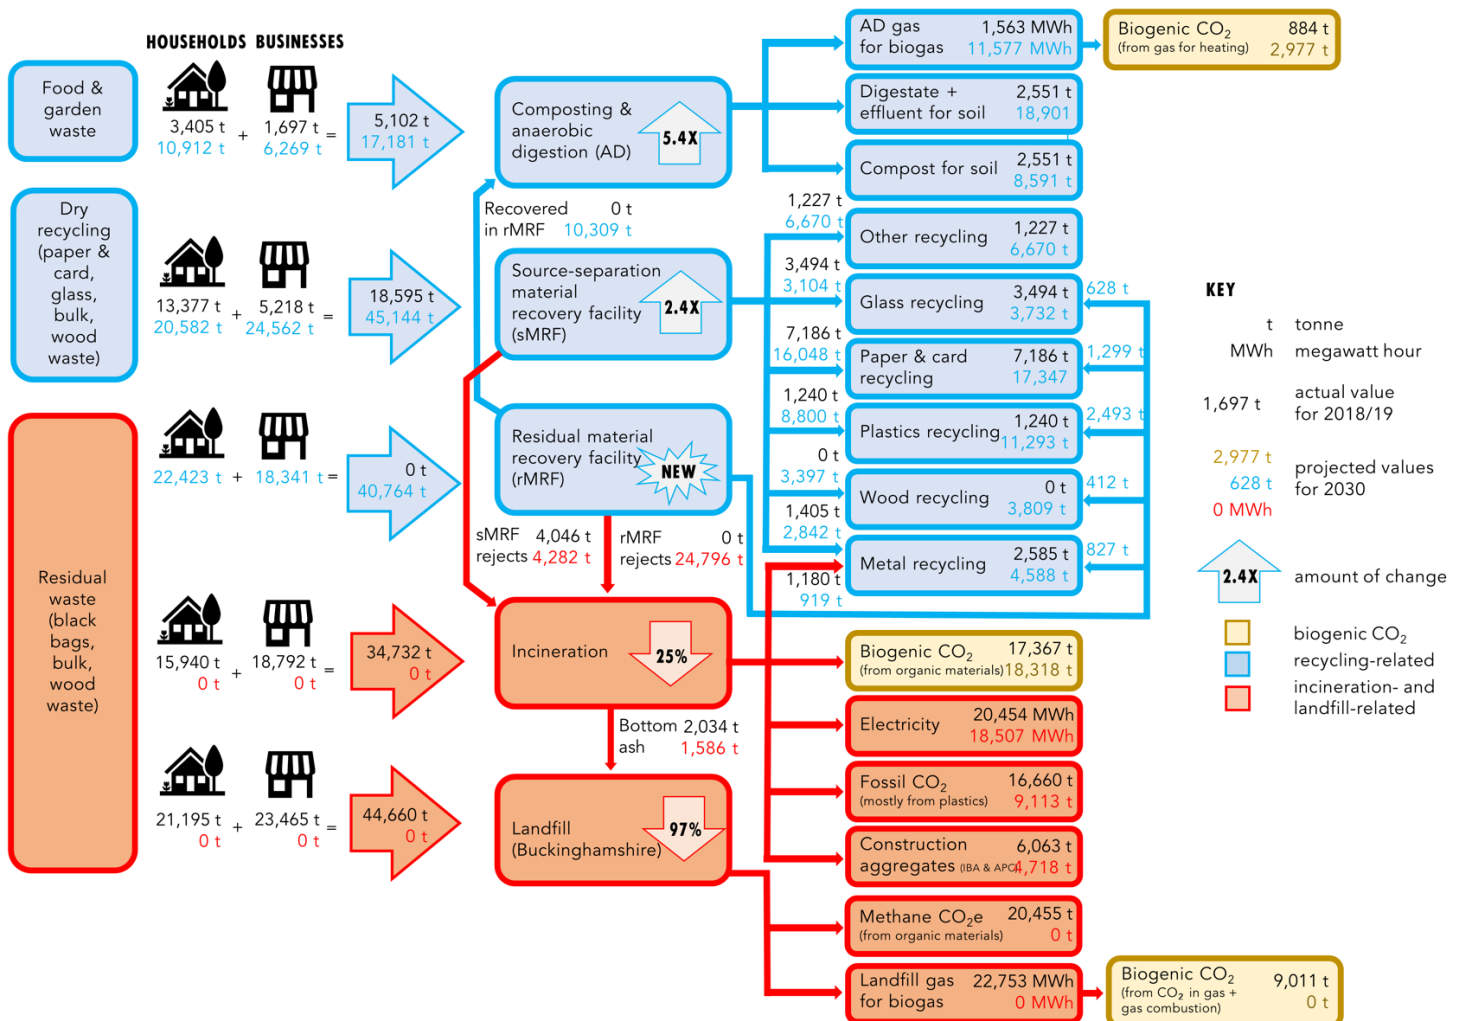 HOUSEHOLDS BUSINESSES
Food &
garden
waste
3,405 t + 1,697 t =
10,912 t 6,269 t
5,102 t
17,181 t
Composting &
anaerobic
digestion (AD)
5.4X
AD gas
for biogas
1,563 MWh
11,577 MWh
Biogenic CO₂
(from gas for heating)
884 t
2,977 t
Digestate +
effluent for soil
2,551 t
18,901
Compost for soil
2,551 t
8,591 t
Recovered
in rMRF
0 t
10,309 t
Dry
recycling
(paper &
card,
glass,
bulk,
wood
waste)
13,377 t + 5,218 t =
20,582 t 24,562 t
18,595 t
45,144 t
Source-separation
material
recovery facility
(sMRF)
2.4X
1,227 t
6,670 t
Other recycling
1,227 t
6,670 t
3,494 t
3,104 t
Glass recycling
3,494 t
3,732 t
628 t
7,186 t
16,048 t
Paper & card
recycling
7,186 t
17,347
1,299 t
1,240 t
8,800 t
Plastics recycling
1,240 t
11,293 t
2,493 t
0 t
3,397 t
Wood recycling
0 t
3,809 t
412 t
1,405 t
2,842 t
Metal recycling
2,585 t
4,588 t
827 t
1,180 t
919 t
22,423 t + 18,341 t =
0 t
40,764 t
Residual material
recovery facility
(rMRF)
NEW
sMRF
rejects
4,046 t
4,282 t
rMRF
rejects
0 t
24,796 t
Residual
waste
(black
bags,
bulk,
wood
waste)
15,940 t + 18,792 t =
0 t 0 t
34,732 t
0 t
Incineration
25%
Bottom
ash
2,034 t
1,586 t
21,195 t + 23,465 t =
0 t 0 t
44,660 t
0 t
Landfill
(Buckinghamshire)
97%
Biogenic CO₂
(from organic materials)
17,367 t
18,318 t
Electricity
20,454 MWh
18,507 MWh
Fossil CO₂
(mostly from plastics)
16,660 t
9,113 t
Construction
aggregates (IBA & APC)
6,063 t
4,718 t
Methane CO₂e
(from organic materials)
20,455 t
0 t
Landfill gas
for biogas
22,753 MWh
0 MWh
Biogenic CO₂
(from CO₂ in gas +
gas combustion)
9,011 t
0 t
KEY
t tonne
MWh megawatt hour
1,697 t
actual value
for 2018/19
2,977 t
628 t
0 MWh
projected values
for 2030
2.4X
amount of change
biogenic CO₂
recycling-related
incineration- and
landfill-related